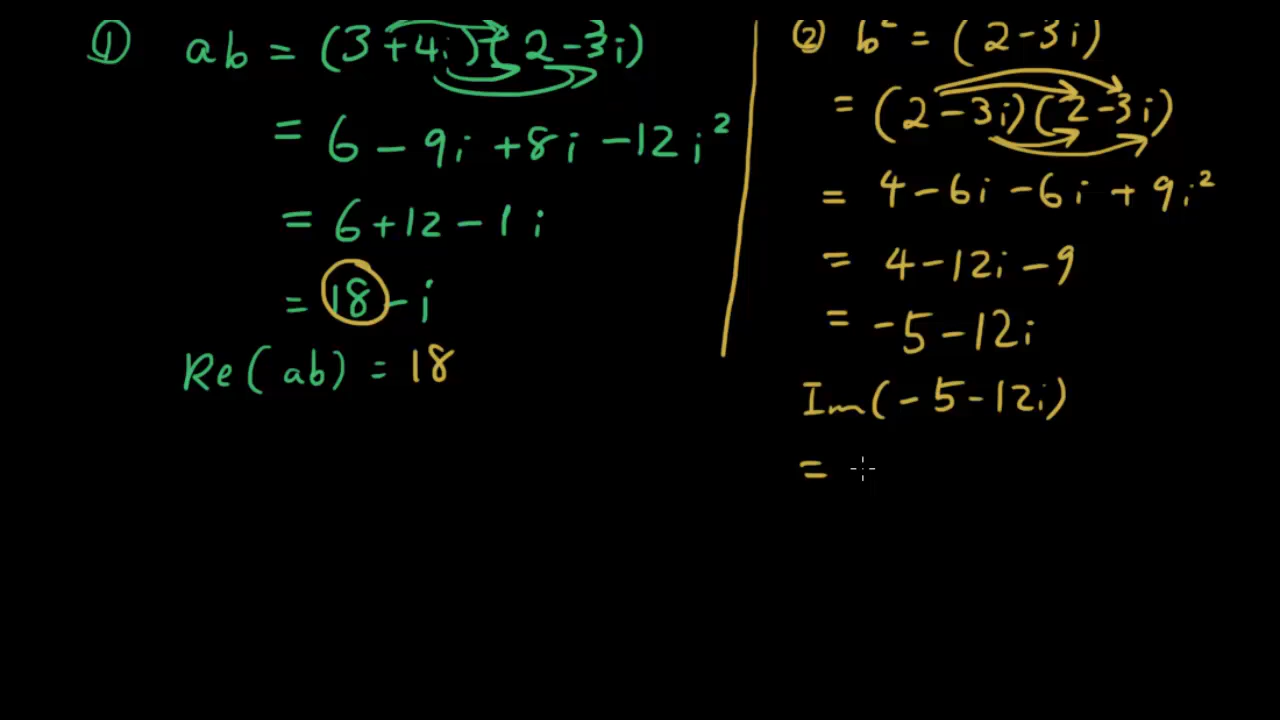 ① ab = (3+4i)(2-3i)
= 6 - 9i + 8i - 12i²
= 6 + 12 - 1i
= 18 - i
Re(ab) = 18
② b² = (2-3i)
= (2-3i)(2-3i)
= 4 - 6i - 6i + 9i²
= 4 - 12i - 9
= -5 - 12i
Im(-5-12i)
=